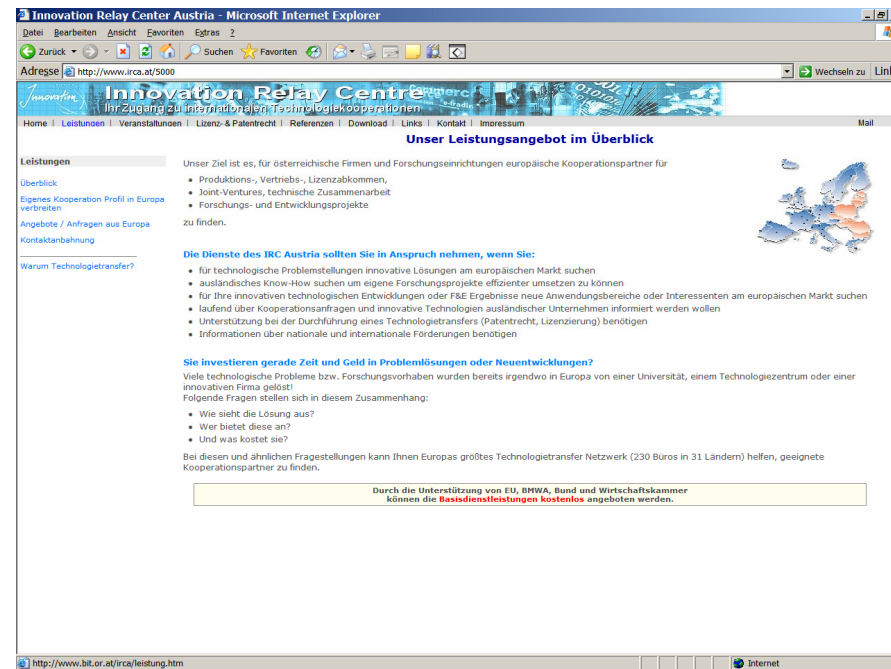 Innovation Relay Center Austria - Microsoft Internet Explorer
Datei Bearbeiten Ansicht Favoriten Extras ?
Zurück Suchen Favoriten
Adresse http://www.irca.at/5000 Wechseln zu Link
Innovation Innovation Relay Centre
Ihr Zugang zu internationalen Technologiekooperationen
Home | Leistungen | Veranstaltungen | Lizenz- & Patentrecht | Referenzen | Download | Links | Kontakt | Impressum Mail
Unser Leistungsangebot im Überblick
Leistungen
Überblick
Eigenes Kooperation Profil in Europa
verbreiten
Angebote / Anfragen aus Europa
Kontaktanbahnung
Warum Technologietransfer?
Unser Ziel ist es, für österreichische Firmen und Forschungseinrichtungen europäische Kooperationspartner für
• Produktions-, Vertriebs-, Lizenzabkommen,
• Joint-Ventures, technische Zusammenarbeit
• Forschungs- und Entwicklungsprojekte
zu finden.
Die Dienste des IRC Austria sollten Sie in Anspruch nehmen, wenn Sie:
• für technologische Problemstellungen innovative Lösungen am europäischen Markt suchen
• ausländisches Know-How suchen um eigene Forschungsprojekte effizienter umsetzen zu können
• für Ihre innovativen technologischen Entwicklungen oder F&E Ergebnisse neue Anwendungsbereiche oder Interessenten am europäischen Markt suchen
• laufend über Kooperationsanfragen und innovative Technologien ausländischer Unternehmen informiert werden wollen
• Unterstützung bei der Durchführung eines Technologietransfers (Patentrecht, Lizenzierung) benötigen
• Informationen über nationale und internationale Förderungen benötigen
Sie investieren gerade Zeit und Geld in Problemlösungen oder Neuentwicklungen?
Viele technologische Probleme bzw. Forschungsvorhaben wurden bereits irgendwo in Europa von einer Universität, einem Technologiezentrum oder einer
innovativen Firma gelöst!
Folgende Fragen stellen sich in diesem Zusammenhang:
• Wie sieht die Lösung aus?
• Wer bietet diese an?
• Und was kostet sie?
Bei diesen und ähnlichen Fragestellungen kann Ihnen Europas größtes Technologietransfer Netzwerk (230 Büros in 31 Ländern) helfen, geeignete
Kooperationspartner zu finden.
Durch die Unterstützung von EU, BMWA, Bund und Wirtschaftskammer
können die Basisdienstleistungen kostenlos angeboten werden.
http://www.bit.or.at/irca/leistung.htm Internet